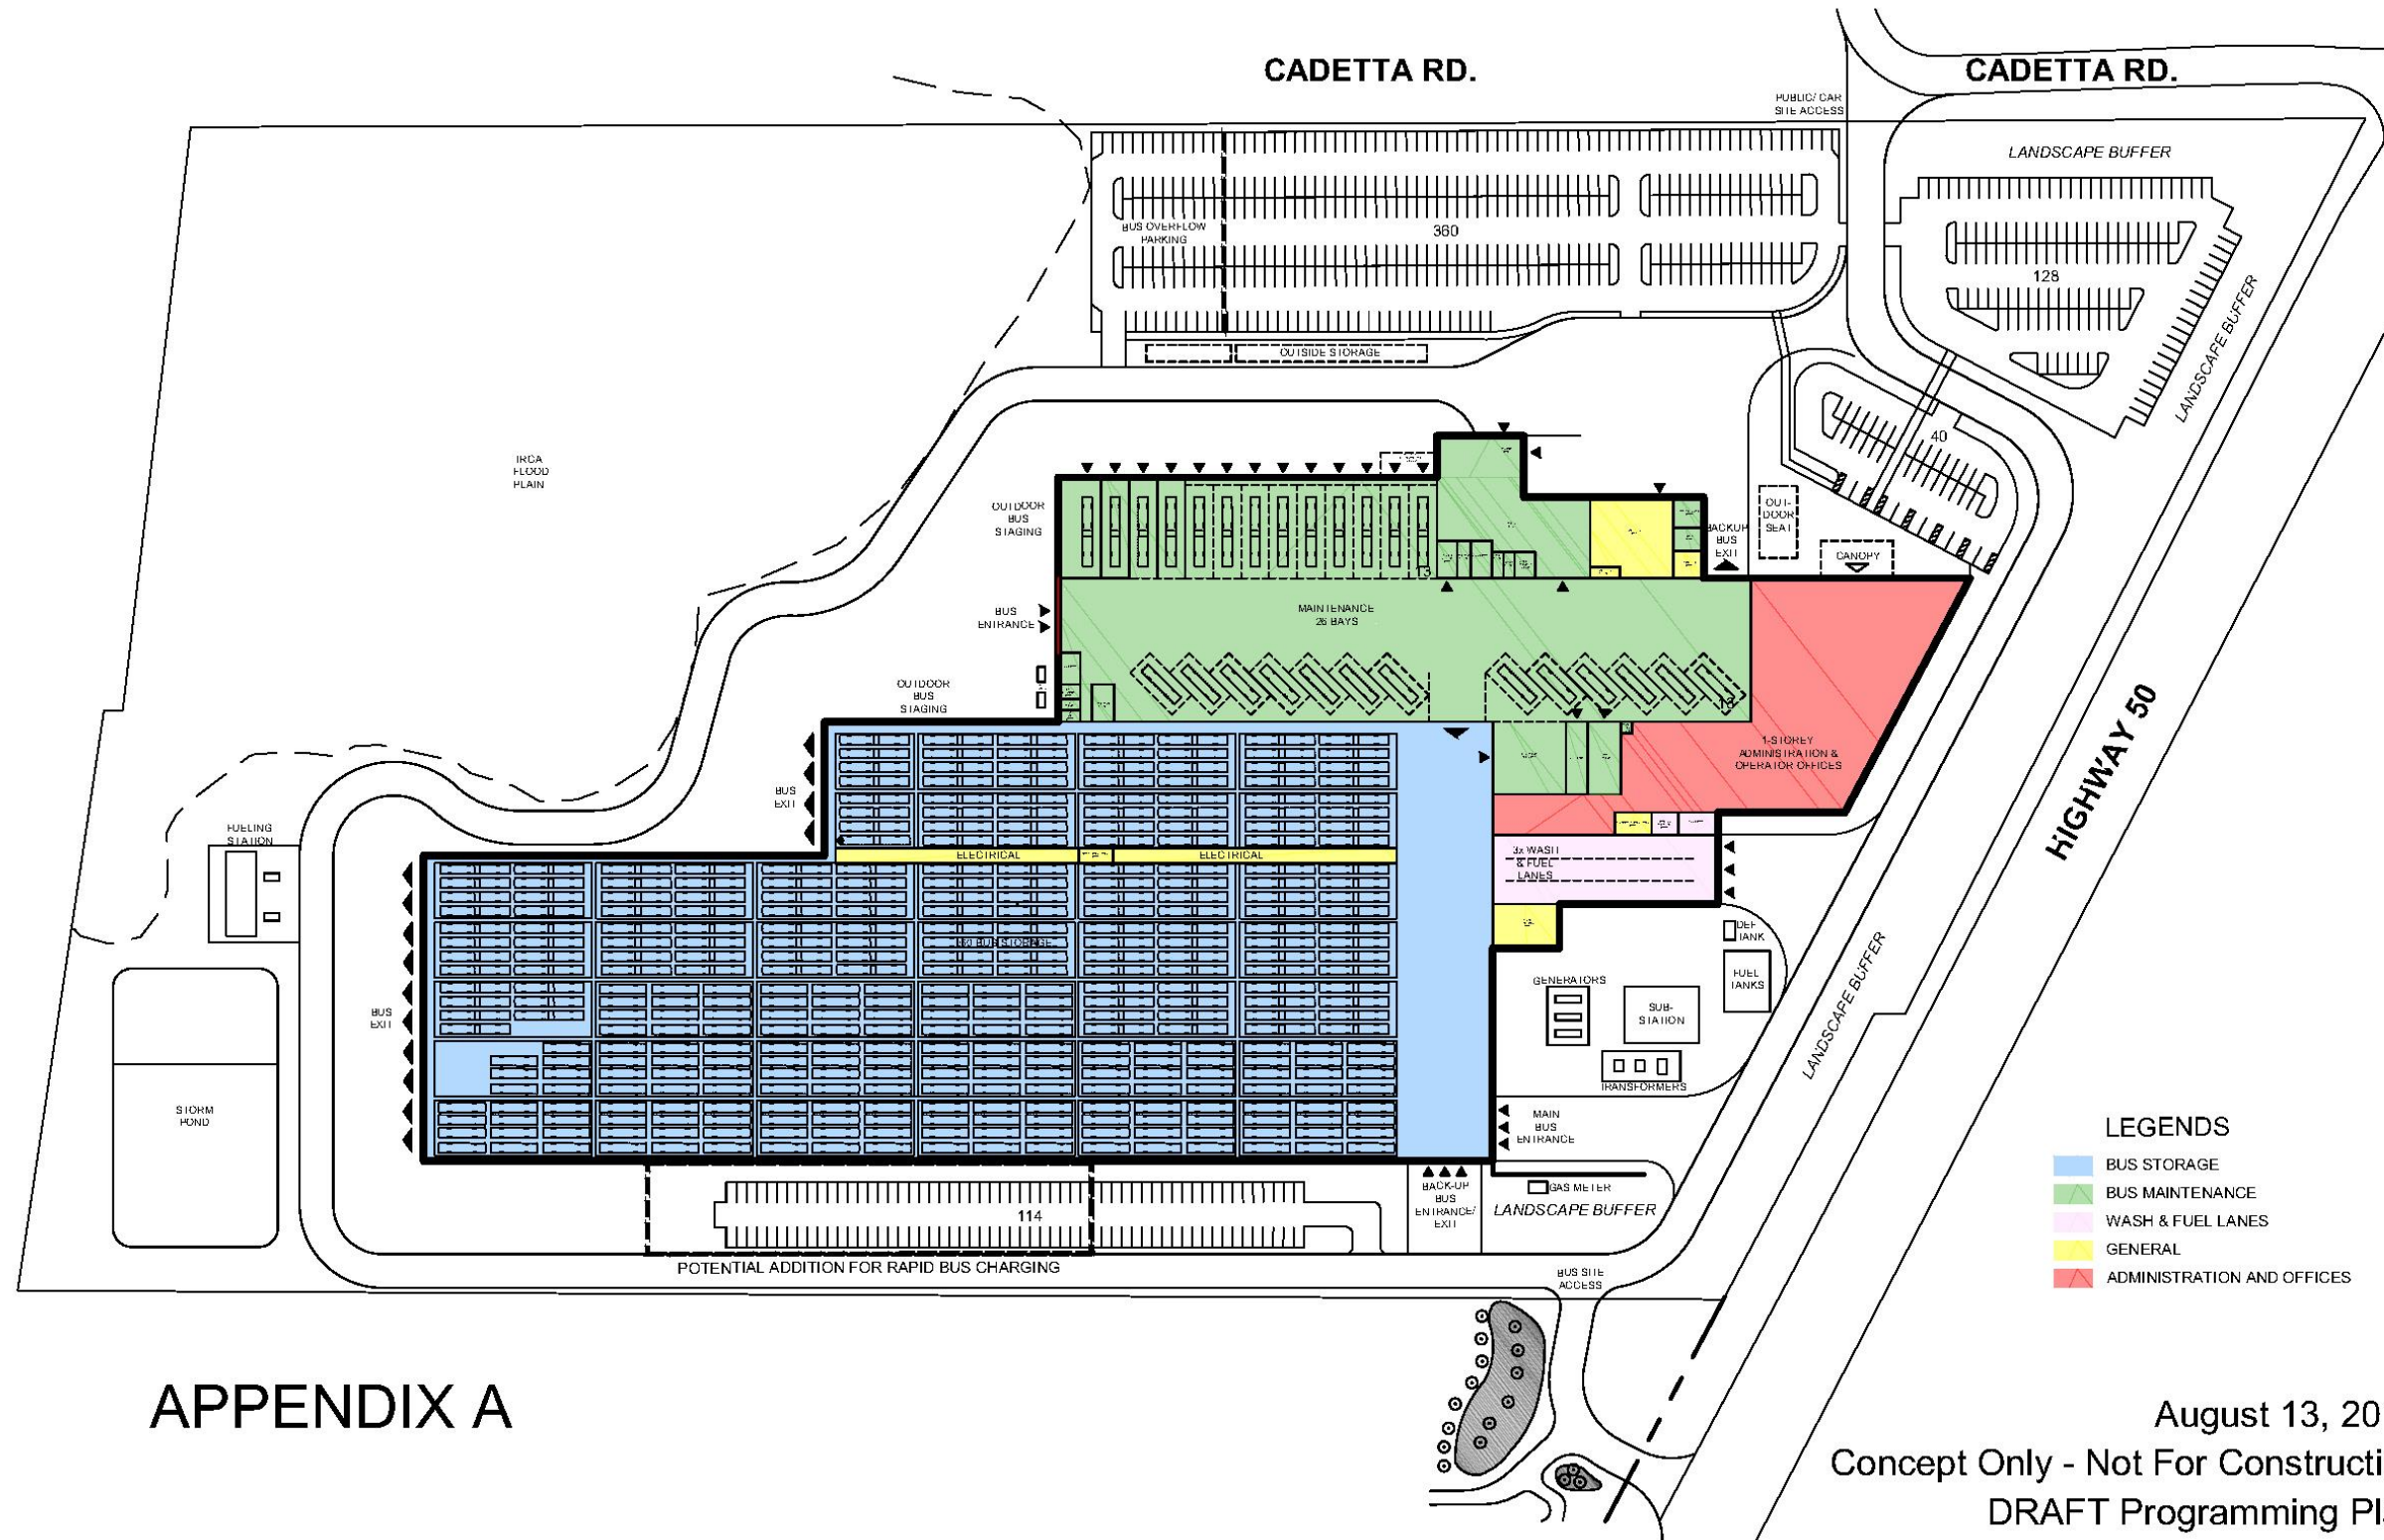 CADETTA RD.
CADETTA RD.
PUBLIC/ CAR
SITE ACCESS
LANDSCAPE BUFFER
BUS OVERFLOW
PARKING
360
128
LANDSCAPE BUFFER
OUTSIDE STORAGE
40
IRCA
FLOOD
PLAIN
OUTDOOR
BUS
STAGING
OUT-
DOOR
SEAT
BACKUP
BUS
EXIT
CANOPY
13
BUS
ENTRANCE
MAINTENANCE
26 BAYS
OUTDOOR
BUS
STAGING
13
HIGHWAY 50
1-STOREY
ADMINISTRATION &
OPERATOR OFFICES
BUS
EXIT
FUELING
STATION
ELECTRICAL
ELECTRICAL
3x WASH
& FUEL
LANES
BUS STORAGE
DEF
TANK
FUEL
TANKS
GENERATORS
SUB-
STATION
LANDSCAPE BUFFER
BUS
EXIT
TRANSFORMERS
STORM
POND
MAIN
BUS
ENTRANCE
LEGENDS
BUS STORAGE
BUS MAINTENANCE
WASH & FUEL LANES
GENERAL
ADMINISTRATION AND OFFICES
BACK-UP
BUS
ENTRANCE/
EXIT
GAS METER
LANDSCAPE BUFFER
114
POTENTIAL ADDITION FOR RAPID BUS CHARGING
BUS SITE
ACCESS
APPENDIX A
August 13, 20
Concept Only - Not For Constructi
DRAFT Programming Pl